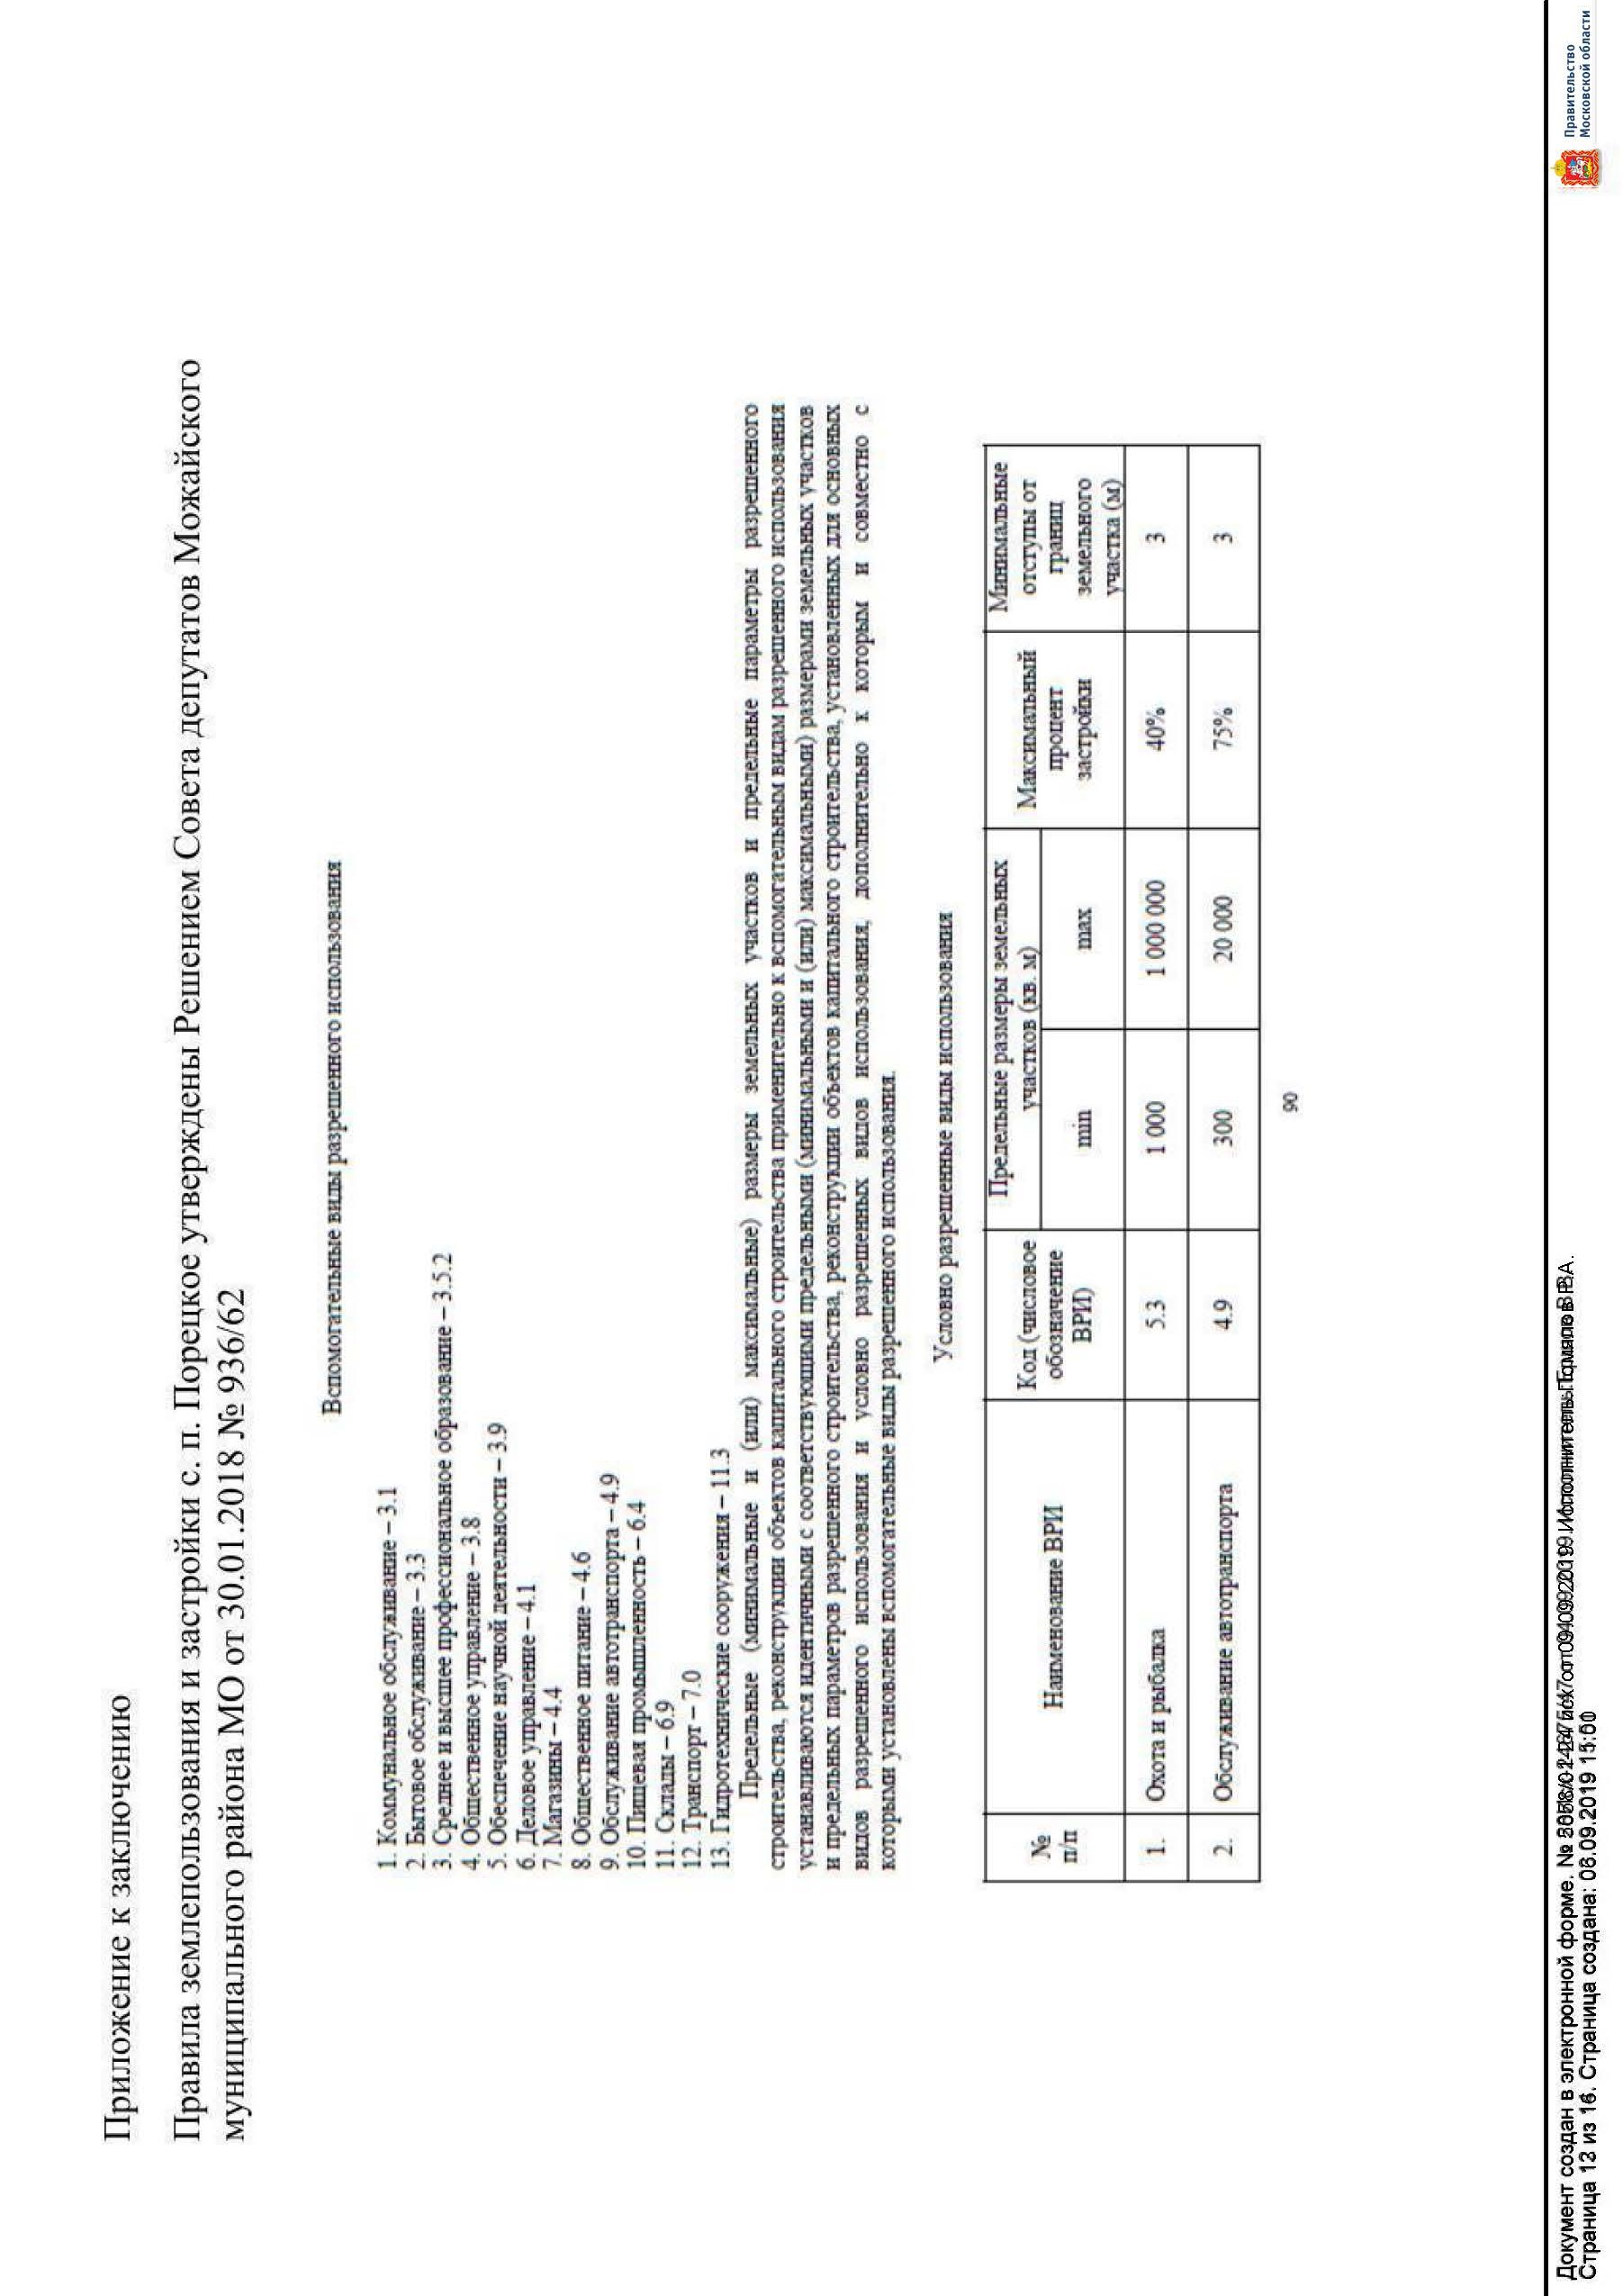 Приложение к заключению
Правила землепользования и застройки с. п. Порецкое утверждены Решением Совета депутатов Можайского
муниципального района МО от 30.01.2018 № 936/62
Вспомогательные виды разрешенного использования
1. Коммунальное обслуживание – 3.1
2. Бытовое обслуживание – 3.3
3. Среднее и высшее профессиональное образование – 3.5.2
4. Общественное управление – 3.8
5. Обеспечение научной деятельности – 3.9
6. Деловое управление – 4.1
7. Магазины – 4.4
8. Общественное питание – 4.6
9. Обслуживание автотранспорта – 4.9
10. Пищевая промышленность – 6.4
11. Склады – 6.9
12. Транспорт – 7.0
13. Гидротехнические сооружения – 11.3
Предельные (минимальные и (или) максимальные) размеры земельных участков и предельные параметры разрешенного
строительства, реконструкции объектов капитального строительства применительно к вспомогательным видам разрешенного использования
устанавливаются идентичными с соответствующими предельными (минимальными и (или) максимальными) размерами земельных участков
и предельных параметров разрешенного строительства, реконструкции объектов капитального строительства, установленных для основных
видов разрешенного использования и условно разрешенных видов использования, дополнительно к которым и совместно с
которыми установлены вспомогательные виды разрешенного использования.
Условно разрешенные виды использования
№ п/п Наименование ВРИ Код (числовое обозначение ВРИ) Предельные размеры земельных участков (кв. м) Максимальный процент застройки Минимальные отступы от границ земельного участка (м)
min max
1. Охота и рыбалка 5.3 1 000 1 000 000 40% 3
2. Обслуживание автотранспорта 4.9 300 20 000 75% 3
90
Документ создан в электронной форме. №
Страница из 16. Страница создана: 09.2019
Правительство
Московской области